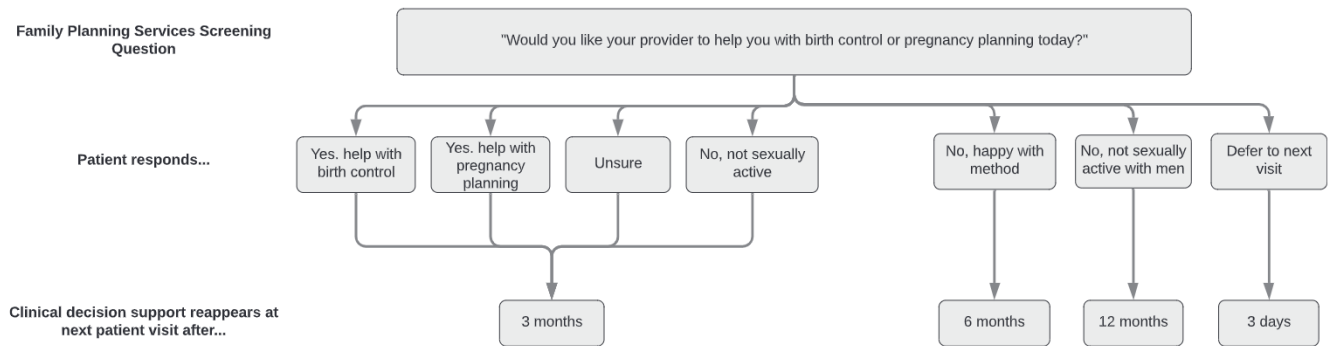 Family Planning Services Screening
Question
"Would you like your provider to help you with birth control or pregnancy planning today?"
Patient responds...
Yes. help with
birth control
Yes. help with
pregnancy
planning
Unsure
No, not sexually
active
No, happy with
method
No, not sexually
active with men
Defer to next
visit
Clinical decision support reappears at
next patient visit after...
3 months
6 months
12 months
3 days